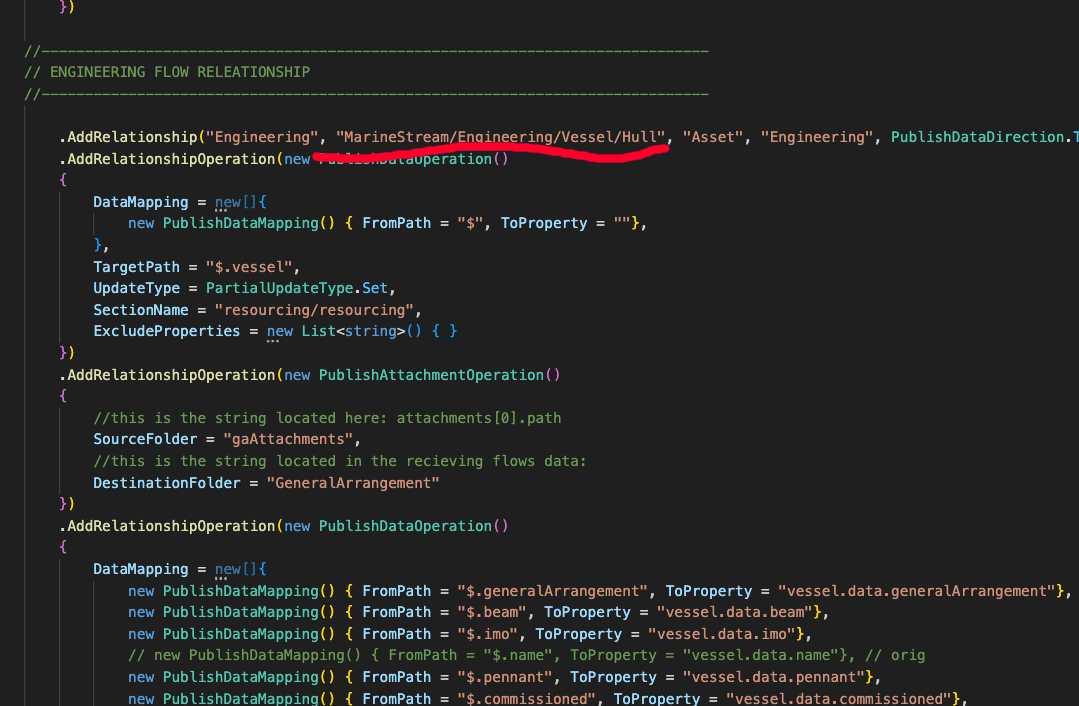 })
//-----------------------------------------------------------------------------
// ENGINEERING FLOW RELEATIONSHIP
//-----------------------------------------------------------------------------
.AddRelationship("Engineering", "MarineStream/Engineering/Vessel/Hull", "Asset", "Engineering", PublishDataDirection.T
.AddRelationshipOperation(new PublishDataOperation()
{
DataMapping = new[]{
new PublishDataMapping() { FromPath = "$", ToProperty = ""},
},
TargetPath = "$.vessel",
UpdateType = PartialUpdateType.Set,
SectionName = "resourcing/resourcing",
ExcludeProperties = new List<string>() { }
})
.AddRelationshipOperation(new PublishAttachmentOperation()
{
//this is the string located here: attachments[0].path
SourceFolder = "gaAttachments",
//this is the string located in the recieving flows data:
DestinationFolder = "GeneralArrangement"
})
.AddRelationshipOperation(new PublishDataOperation()
{
DataMapping = new[]{
new PublishDataMapping() { FromPath = "$.generalArrangement", ToProperty = "vessel.data.generalArrangement"},
new PublishDataMapping() { FromPath = "$.beam", ToProperty = "vessel.data.beam"},
new PublishDataMapping() { FromPath = "$.imo", ToProperty = "vessel.data.imo"},
// new PublishDataMapping() { FromPath = "$.name", ToProperty = "vessel.data.name"}, // orig
new PublishDataMapping() { FromPath = "$.pennant", ToProperty = "vessel.data.pennant"},
new PublishDataMapping() { FromPath = "$.commissioned", ToProperty = "vessel.data.commissioned"},